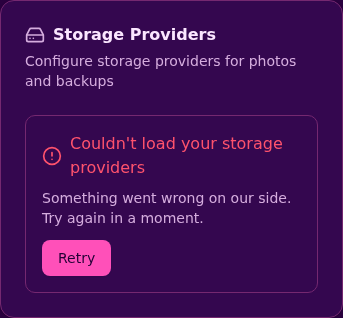 Storage Providers
Configure storage providers for photos
and backups
Couldn't load your storage
providers
Something went wrong on our side.
Try again in a moment.
Retry